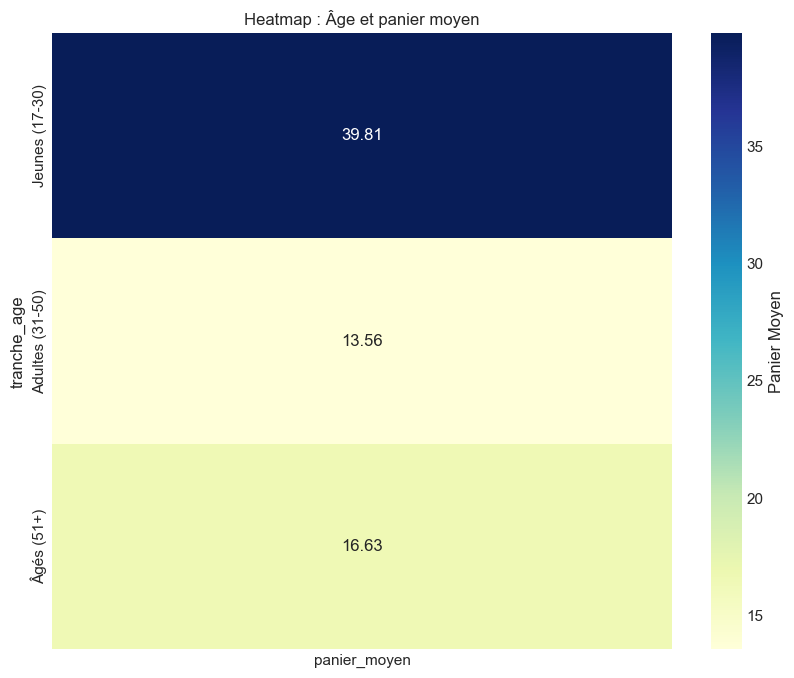 Heatmap : Âge et panier moyen
tranche_age
Jeunes (17-30)
39.81
Adultes (31-50)
13.56
Âgés (51+)
16.63
panier_moyen
35
30
25
20
15
Panier Moyen